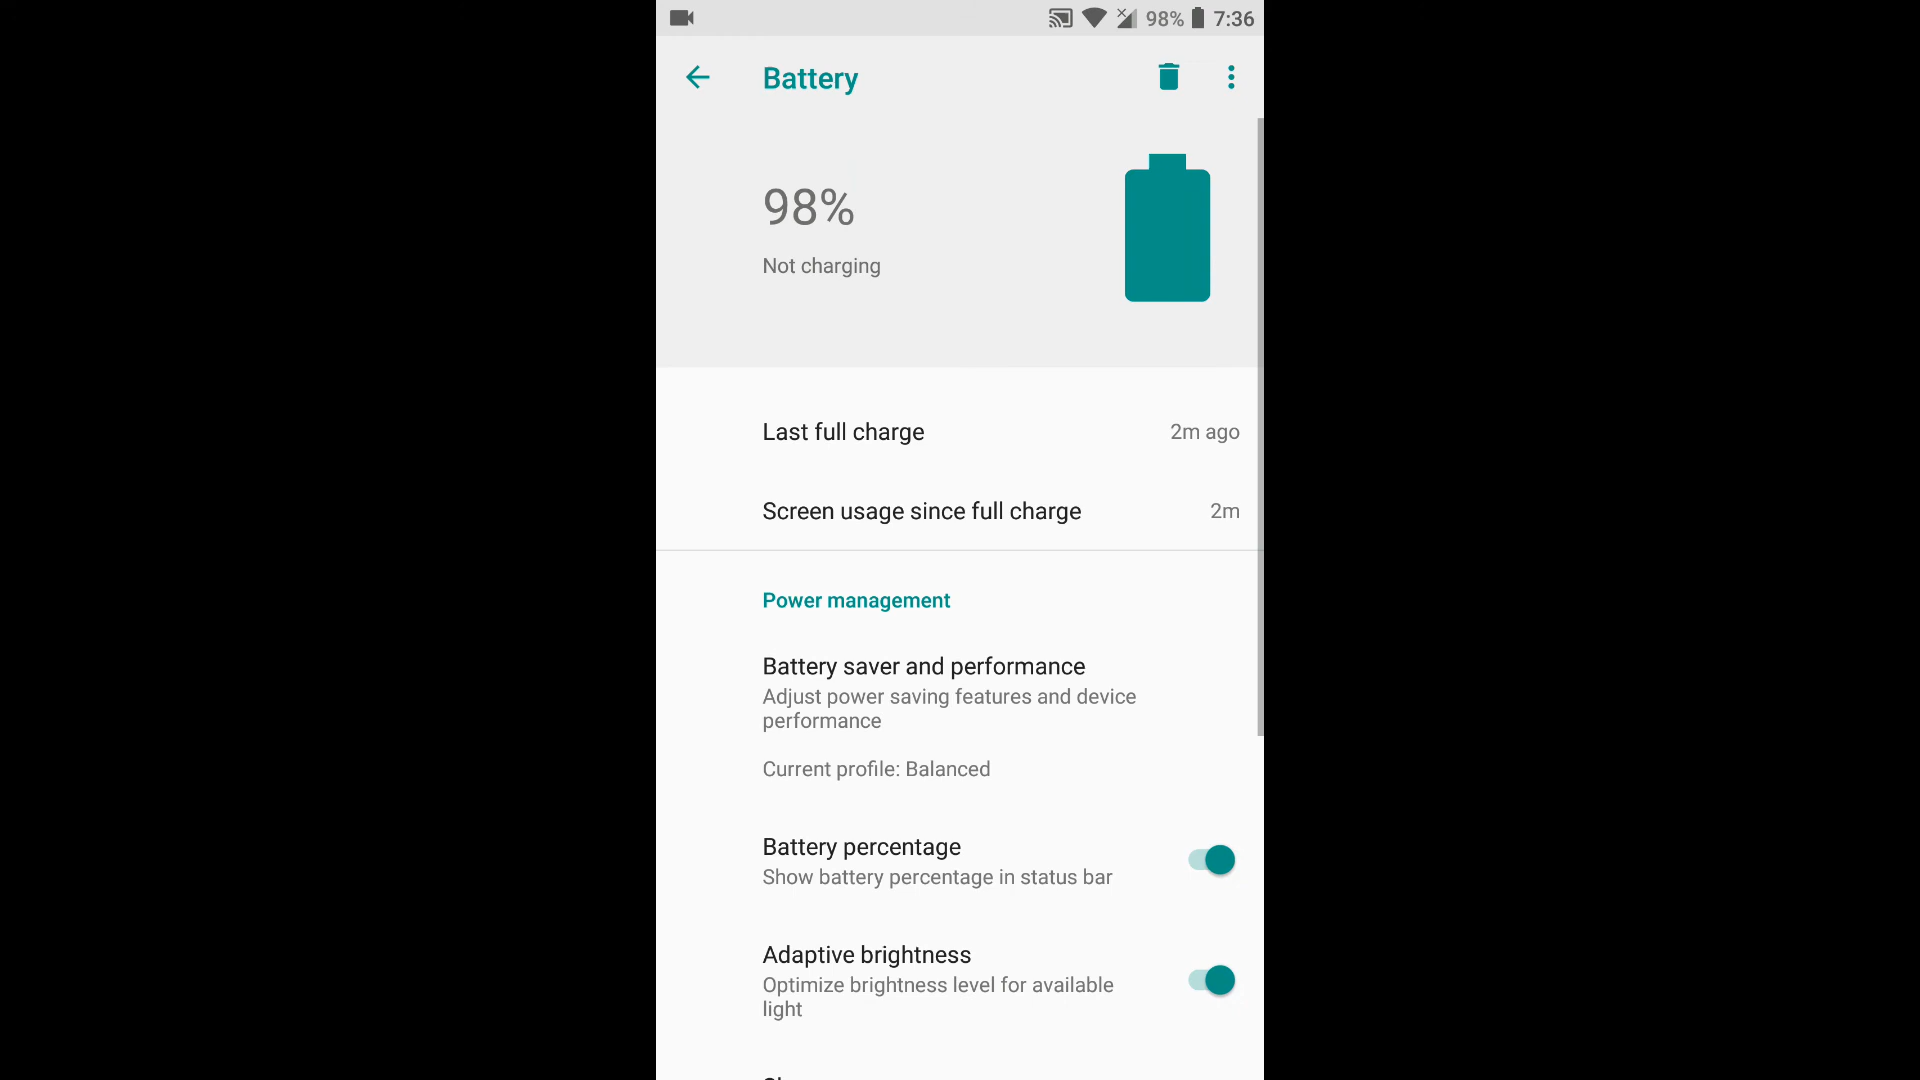 98% 7:36
Battery
98%
Not charging
Last full charge 2m ago
Screen usage since full charge 2m
Power management
Battery saver and performance
Adjust power saving features and device
performance
Current profile: Balanced
Battery percentage
Show battery percentage in status bar
Adaptive brightness
Optimize brightness level for available
light